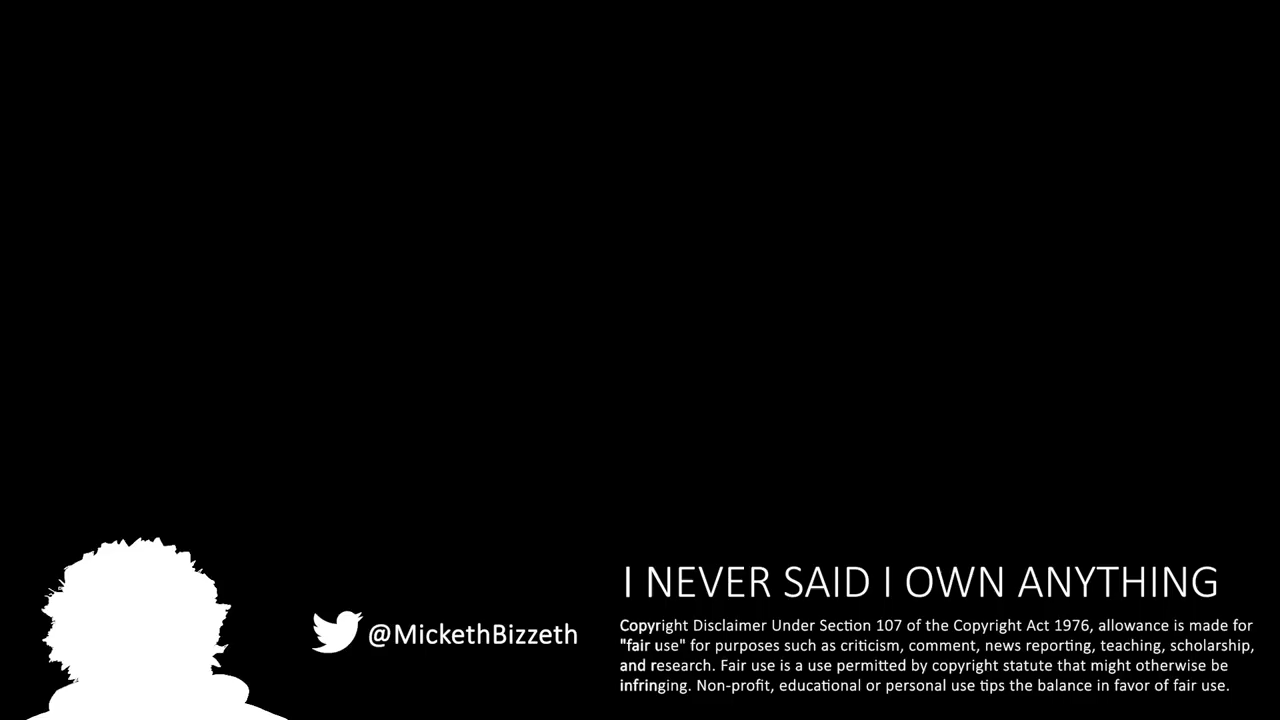 @MickethBizzeth
I NEVER SAID I OWN ANYTHING
Copyright Disclaimer Under Section 107 of the Copyright Act 1976, allowance is made for
"fair use" for purposes such as criticism, comment, news reporting, teaching, scholarship,
and research. Fair use is a use permitted by copyright statute that might otherwise be
infringing. Non-profit, educational or personal use tips the balance in favor of fair use.